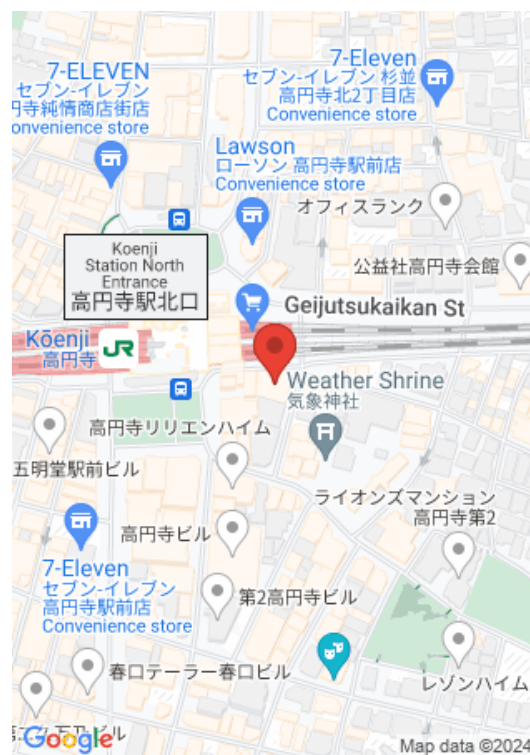 7-Eleven
セブン-イレブン 杉並
高円寺北2丁目店
Convenience store
7-ELEVEN
セブン-イレブン
円寺純情商店街店
onvenience store
Lawson
ローソン 高円寺駅前店
Convenience store
オフィスランク
Koenji
Station North
Entrance
高円寺駅北口
公益社高円寺会館
Geijutsukaikan St
Kōenji
高円寺
JR
Weather Shrine
気象神社
高円寺リリエンハイム
五明堂駅前ビル
ライオンズマンション
高円寺第2
高円寺ビル
7-Eleven
セブン-イレブン
高円寺駅前店
Convenience store
第2高円寺ビル
春口テーラー春口ビル
レゾンハイム
Google
ビル
Map data ©2024